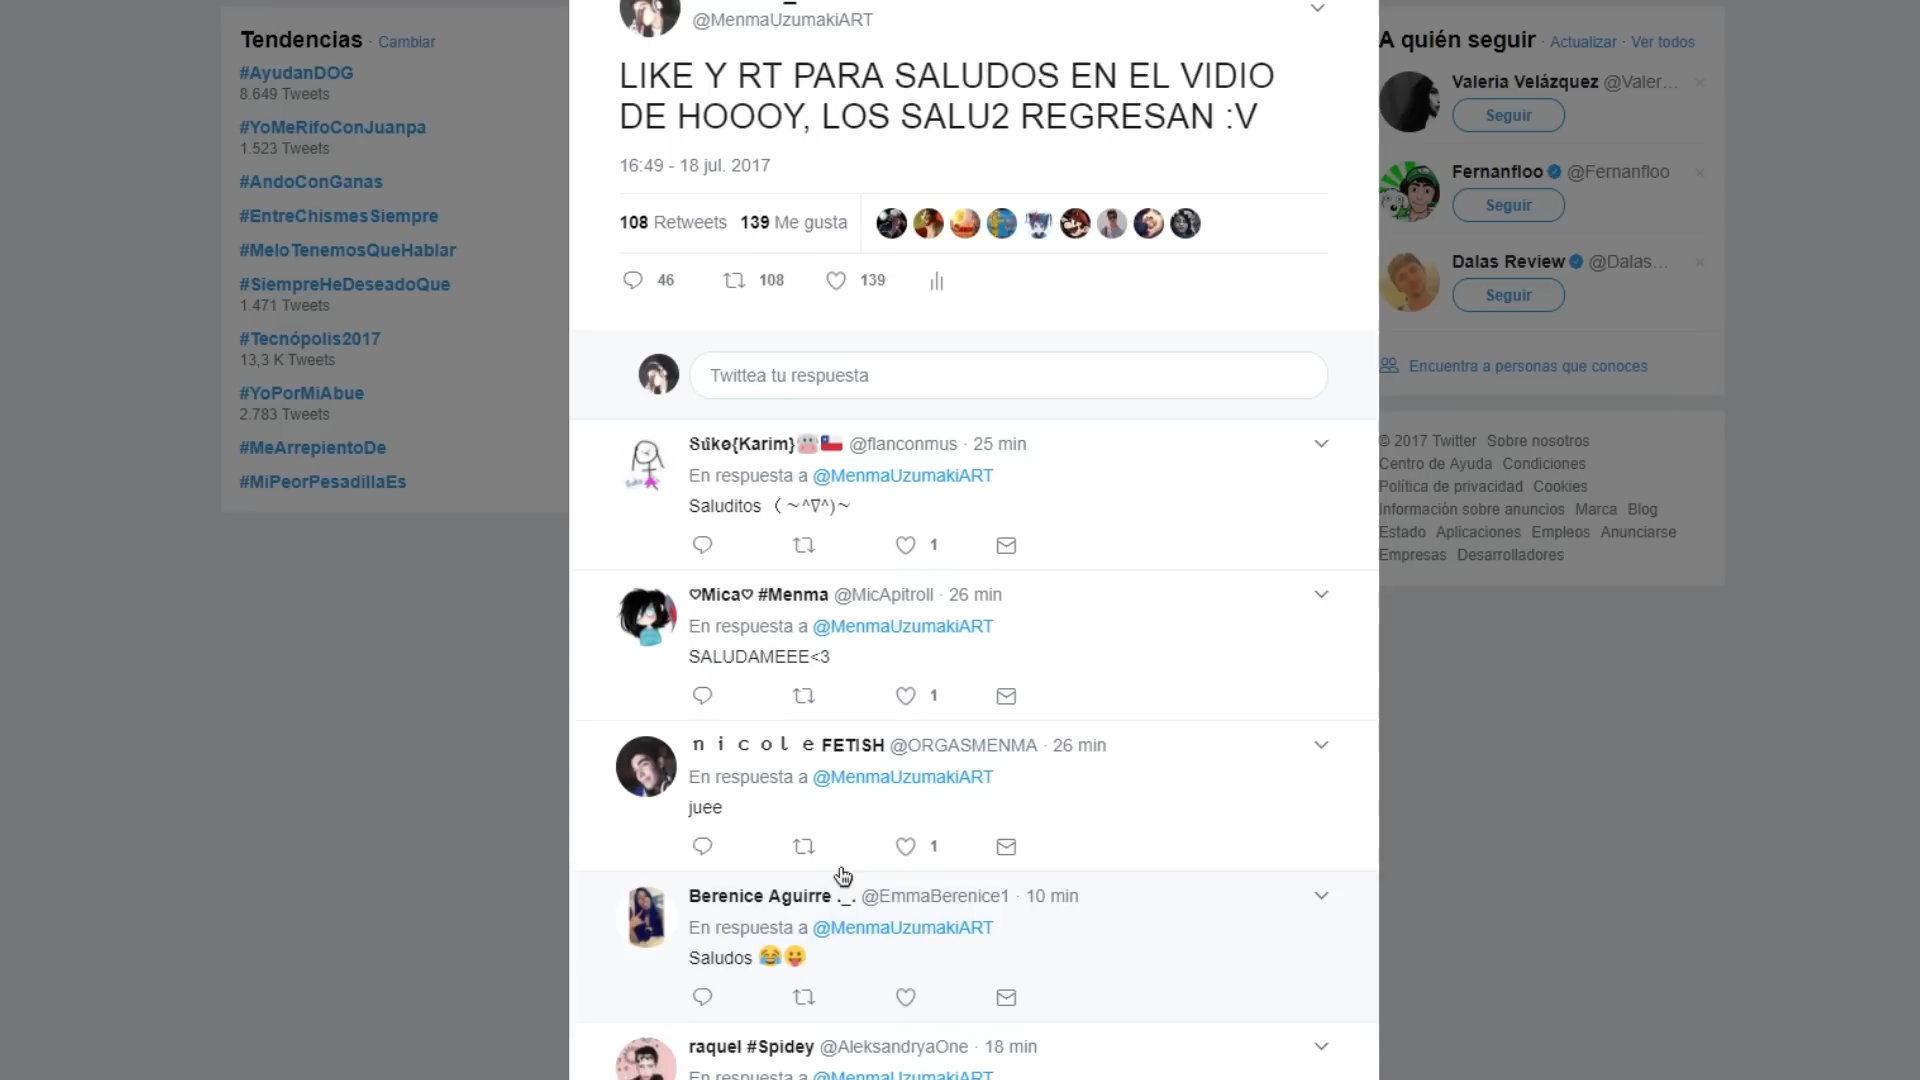 Tendencias · Cambiar
#AyudanDOG
8.649 Tweets
#YoMeRifoConJuanpa
1.523 Tweets
#AndoConGanas
#EntreChismesSiempre
#MeloTenemosQueHablar
#SiempreHeDeseadoQue
1.471 Tweets
#Tecnópolis2017
13,3 K Tweets
#YoPorMiAbue
2.783 Tweets
#MeArrepientoDe
#MiPeorPesadillaEs
@MenmaUzumakiART
LIKE Y RT PARA SALUDOS EN EL VIDIO
DE HOOOY, LOS SALU2 REGRESAN :V
16:49 - 18 jul. 2017
108 Retweets 139 Me gusta
46 108 139
Twittea tu respuesta
Sûkɵ{Karim} @flanconmus · 25 min
En respuesta a @MenmaUzumakiART
Saluditos (～^∇^)～
1
♡Mica♡ #Menma @MicApitroll · 26 min
En respuesta a @MenmaUzumakiART
SALUDAMEEE<3
1
n i c o l e FETISH @ORGASMENMA · 26 min
En respuesta a @MenmaUzumakiART
juee
1
Berenice Aguirre ._. @EmmaBerenice1 · 10 min
En respuesta a @MenmaUzumakiART
Saludos 😂😛
raquel #Spidey @AleksandryaOne · 18 min
En respuesta a @MenmaUzumakiART
A quién seguir · Actualizar · Ver todos
Valeria Velázquez @Valer...
Seguir
Fernanfloo @Fernanfloo
Seguir
Dalas Review @Dalas...
Seguir
Encuentra a personas que conoces
© 2017 Twitter Sobre nosotros
Centro de Ayuda Condiciones
Política de privacidad Cookies
Información sobre anuncios Marca Blog
Estado Aplicaciones Empleos Anunciarse
Empresas Desarrolladores